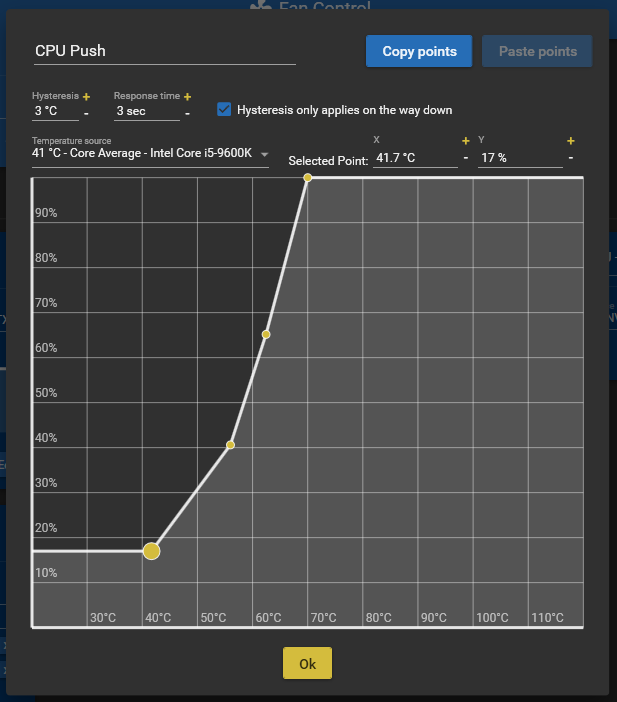 Fan Control
CPU Push
Copy points
Paste points
Hysteresis +
3 °C -
Response time +
3 sec -
Hysteresis only applies on the way down
Temperature source
41 °C - Core Average - Intel Core i5-9600K
Selected Point:
X +
41.7 °C -
Y +
17 % -
90%
80%
70%
60%
50%
40%
30%
20%
10%
30°C 40°C 50°C 60°C 70°C 80°C 90°C 100°C 110°C
Ok